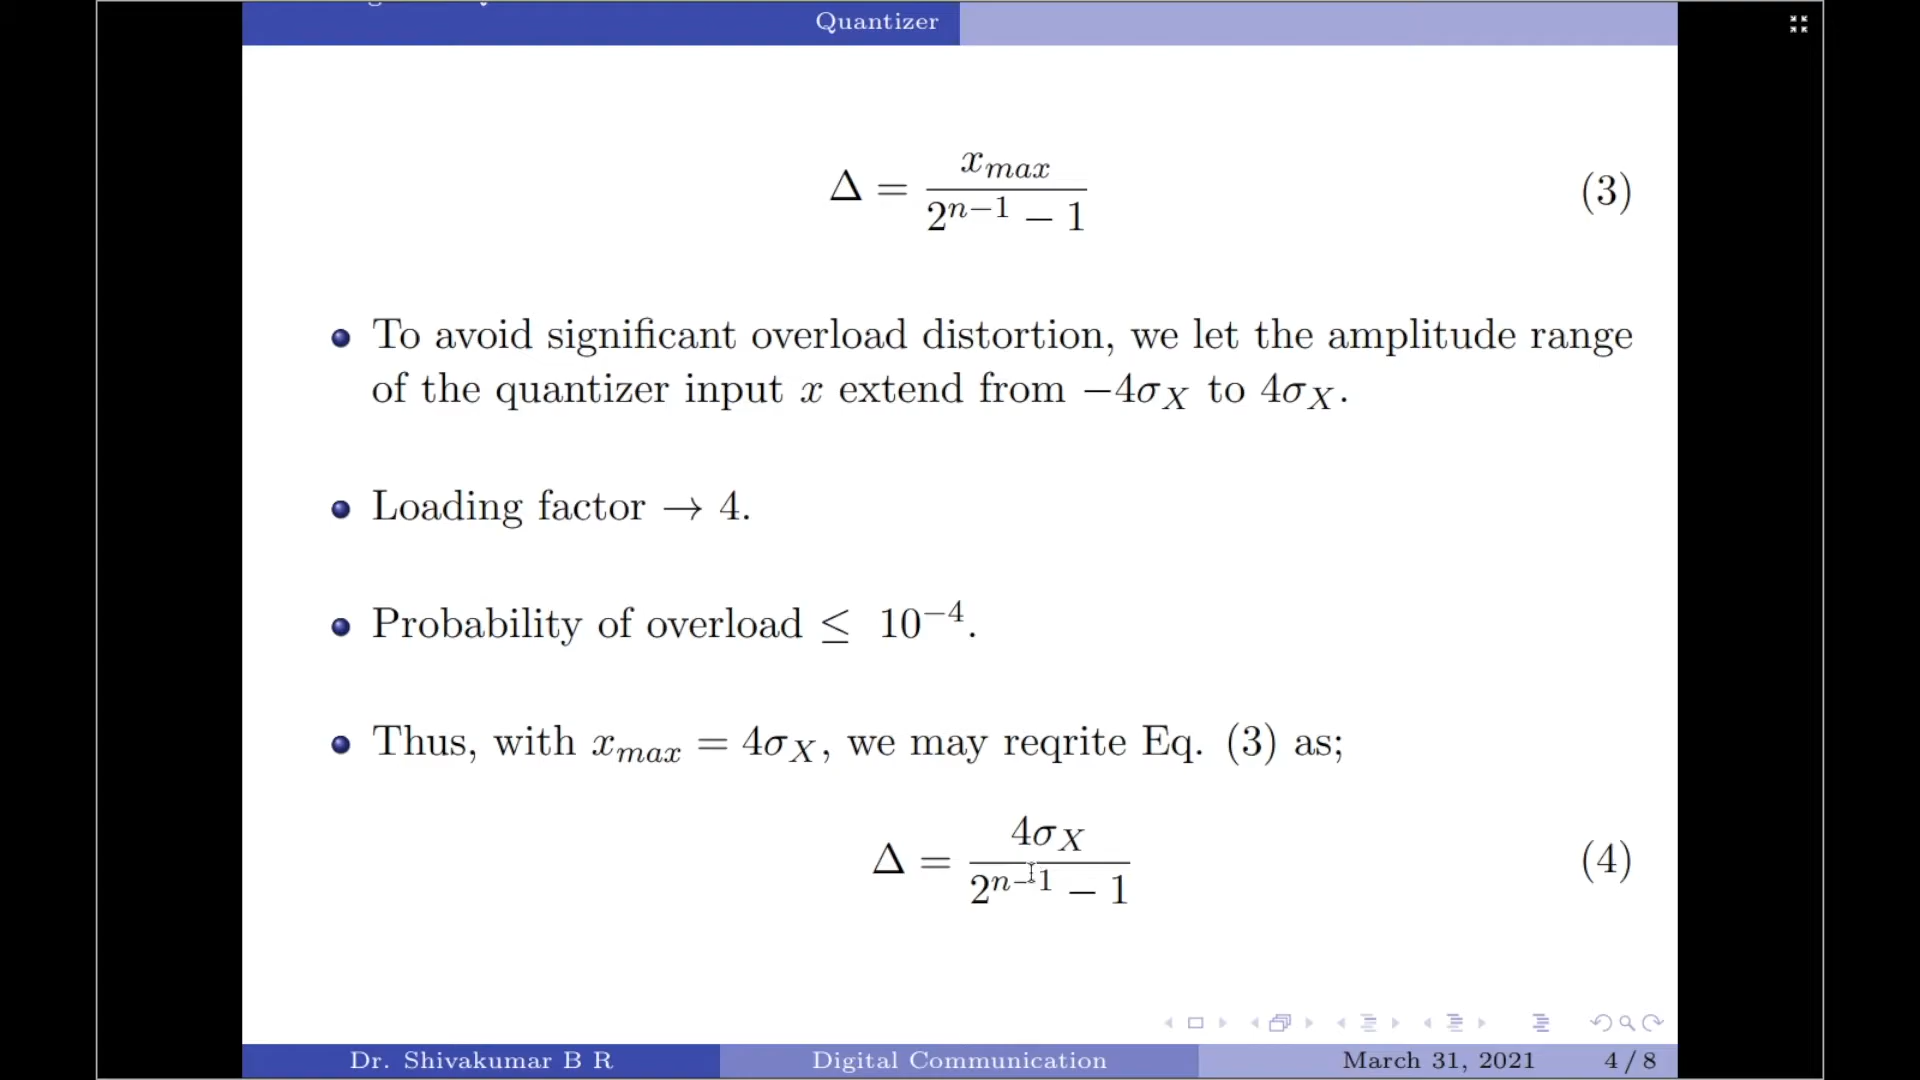 Quantizer
Δ = x_max / (2^{n−1} − 1) (3)
To avoid significant overload distortion, we let the amplitude range
of the quantizer input x extend from −4σ_X to 4σ_X.
Loading factor → 4.
Probability of overload ≤ 10^{−4}.
Thus, with x_max = 4σ_X, we may reqrite Eq. (3) as;
Δ = 4σ_X / (2^{n−1} − 1) (4)
Dr. Shivakumar B R Digital Communication March 31, 2021 4 / 8